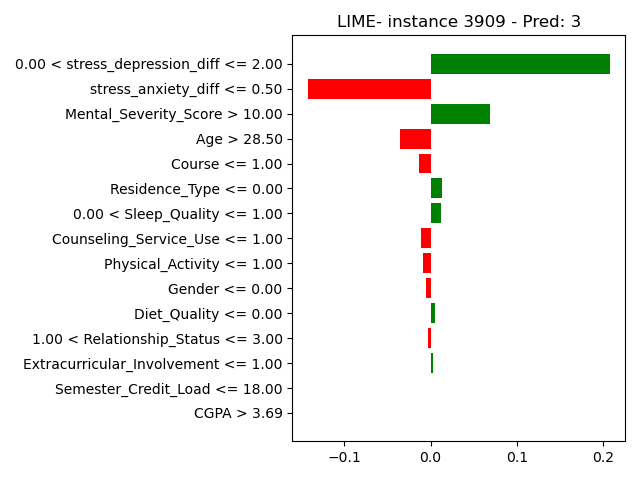 LIME- instance 3909 - Pred: 3
0.00 < stress_depression_diff <= 2.00
stress_anxiety_diff <= 0.50
Mental_Severity_Score > 10.00
Age > 28.50
Course <= 1.00
Residence_Type <= 0.00
0.00 < Sleep_Quality <= 1.00
Counseling_Service_Use <= 1.00
Physical_Activity <= 1.00
Gender <= 0.00
Diet_Quality <= 0.00
1.00 < Relationship_Status <= 3.00
Extracurricular_Involvement <= 1.00
Semester_Credit_Load <= 18.00
CGPA > 3.69
−0.1 0.0 0.1 0.2